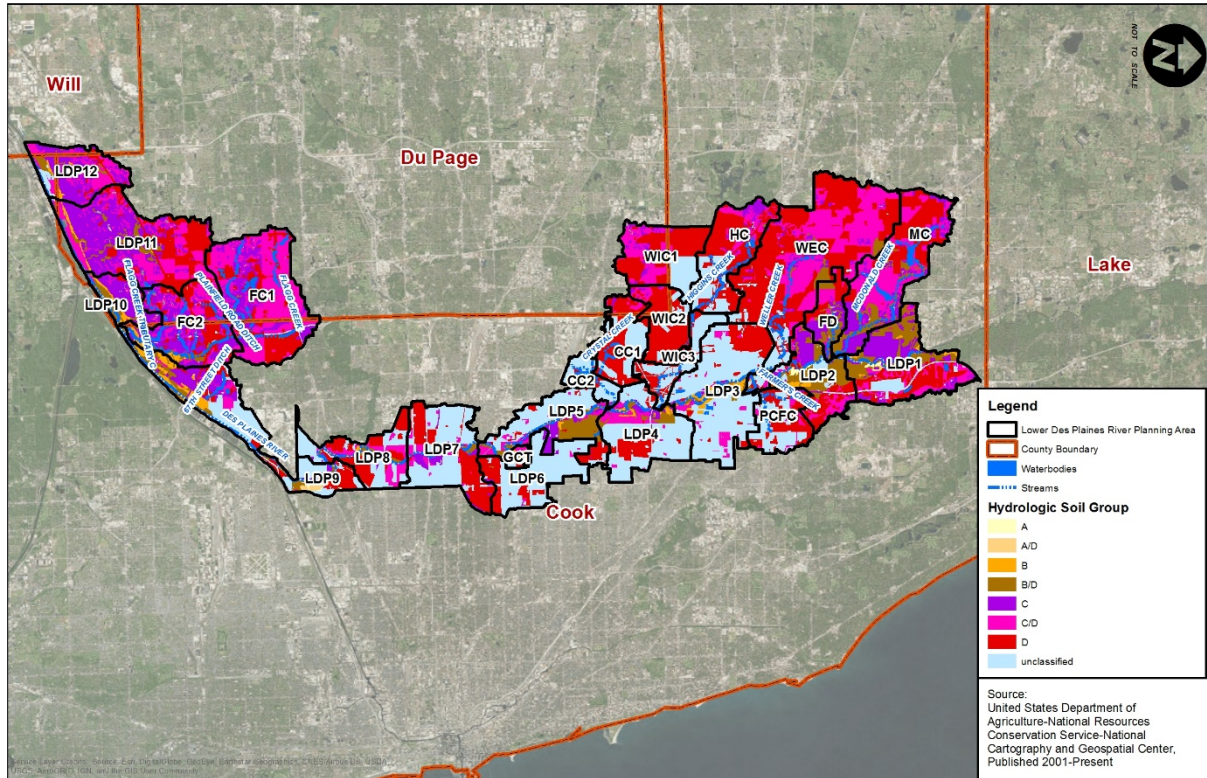 NOT TO SCALE
N
Will
Du Page
Lake
Cook
LDP12
LDP11
LDP10
FC1
FC2
FLAGG CREEK TRIBUTARY C
PLAINFIELD ROAD DITCH
FLAGG CREEK
67TH STREET DITCH
DES PLAINES RIVER
LDP9
LDP8
LDP7
GCT
LDP6
LDP5
LDP4
LDP3
CC2
CC1
CRYSTAL CREEK
WIC1
WIC2
WIC3
HC
HIGGINS CREEK
WEC
WELLER CREEK
MC
MCDONALD CREEK
FD
LDP2
LDP1
FARMER'S CREEK
PCFC
Legend
Lower Des Plaines River Planning Area
County Boundary
Waterbodies
Streams
Hydrologic Soil Group
A
A/D
B
B/D
C
C/D
D
unclassified
Source:
United States Department of
Agriculture-National Resources
Conservation Service-National
Cartography and Geospatial Center,
Published 2001-Present